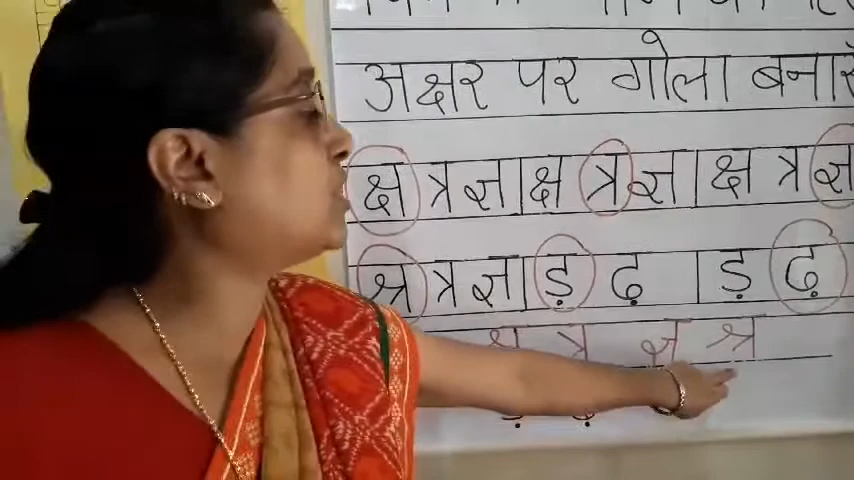 अक्षर पर गोला बनाएं
क्ष त्र ज्ञ | क्ष त्र ज्ञ | क्ष त्र ज्ञ
श्र त्र ज्ञ | ड़ ढ़ | ड़ ढ़
क्ष त्र ज्ञ श्र